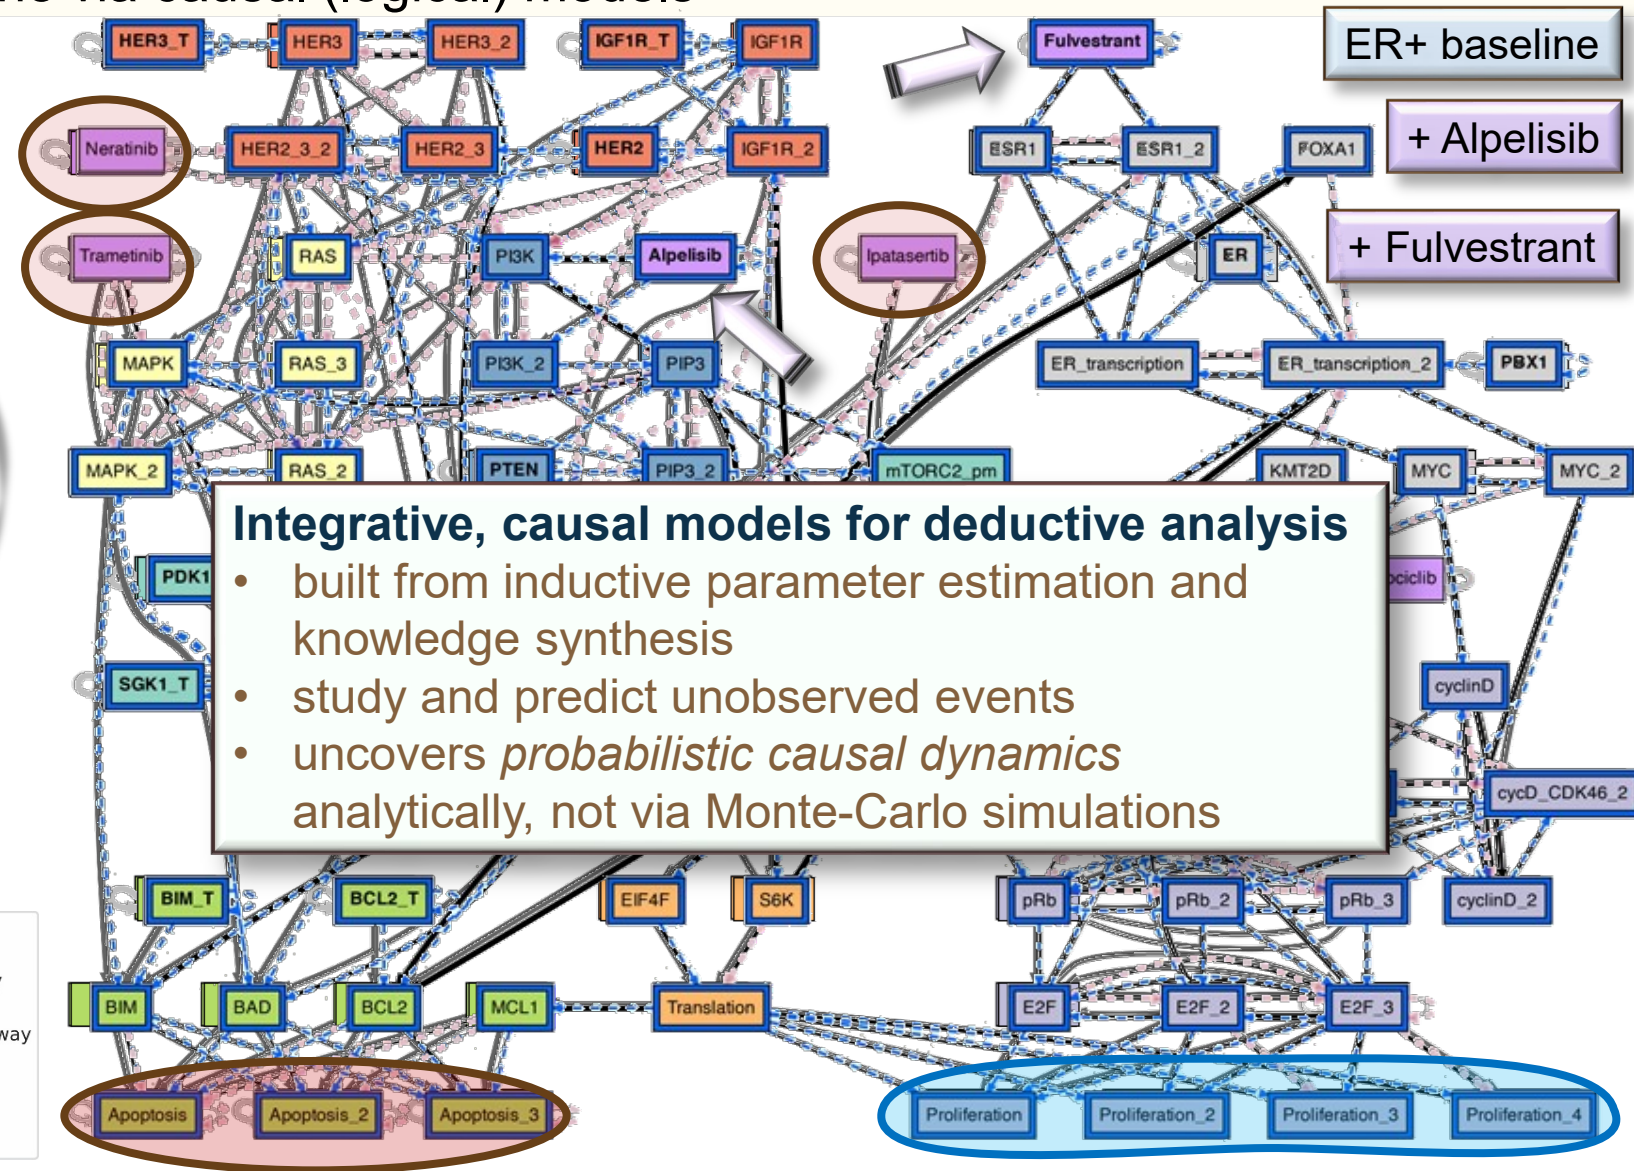 via causal (logical) models
HER3_T HER3 HER3_2 IGF1R_T IGF1R Fulvestrant ER+ baseline
Neratinib HER2_3_2 HER2_3 HER2 IGF1R_2 ESR1 ESR1_2 FOXA1 + Alpelisib
Trametinib RAS PI3K Alpelisib Ipatasertib ER + Fulvestrant
MAPK RAS_3 PI3K_2 PIP3 ER_transcription ER_transcription_2 PBX1
MAPK_2 RAS_2 PTEN PIP3_2 mTORC2_pm KMT2D MYC MYC_2
Integrative, causal models for deductive analysis
PDK1 • built from inductive parameter estimation and
knowledge synthesis
SGK1_T • study and predict unobserved events cyclinD
• uncovers probabilistic causal dynamics
analytically, not via Monte-Carlo simulations cycD_CDK46_2
BIM_T BCL2_T EIF4F S6K pRb pRb_2 pRb_3 cyclinD_2
BIM BAD BCL2 MCL1 Translation E2F E2F_2 E2F_3
way
Apoptosis Apoptosis_2 Apoptosis_3 Proliferation Proliferation_2 Proliferation_3 Proliferation_4